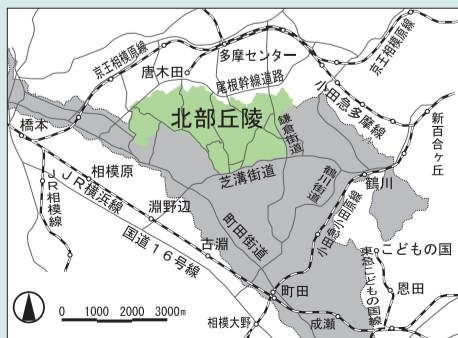 京王相模原線
多摩センター
京王相模原線
唐木田
尾根幹線道路
小田急多摩線
北部丘陵
鎌倉街道
新百合ヶ丘
橋本
相模原
芝溝街道
鶴川街道
鶴川
JR相模線
JR横浜線
淵野辺
町田街道
小田急小田原線
国道16号線
古淵
こどもの国
東急こどもの国線
恩田
町田
相模大野
成瀬
0 1000 2000 3000m